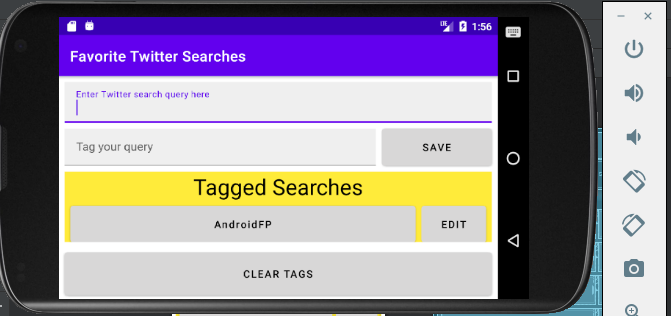 LTE 1:56
Favorite Twitter Searches
Enter Twitter search query here
Tag your query
SAVE
Tagged Searches
AndroidFP
EDIT
CLEAR TAGS